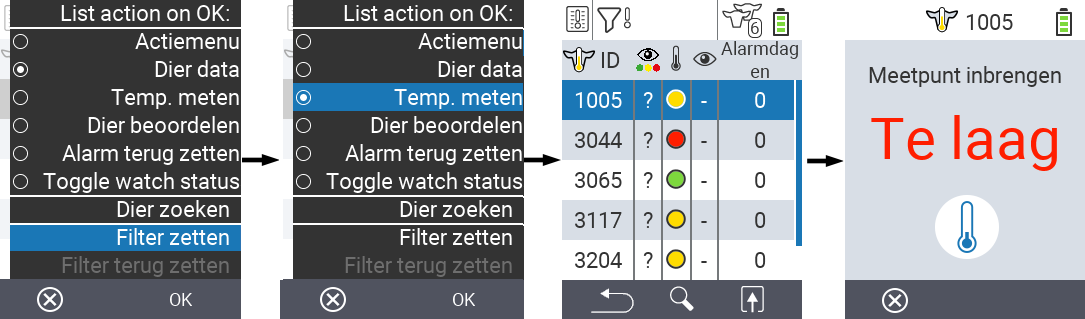 List action on OK:
Actiemenu
Dier data
Temp. meten
Dier beoordelen
Alarm terug zetten
Toggle watch status
Dier zoeken
Filter zetten
Filter terug zetten
OK
List action on OK:
Actiemenu
Dier data
Temp. meten
Dier beoordelen
Alarm terug zetten
Toggle watch status
Dier zoeken
Filter zetten
Filter terug zetten
OK
6
ID Alarmdag
en
1005 ? - 0
3044 ? - 0
3065 ? - 0
3117 ? - 0
3204 ? - 0
1005
Meetpunt inbrengen
Te laag